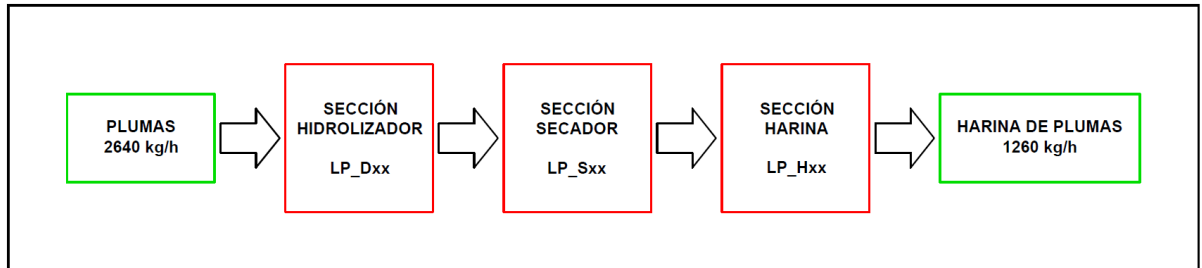 PLUMAS
2640 kg/h
SECCIÓN
HIDROLIZADOR
LP_Dxx
SECCIÓN
SECADOR
LP_Sxx
SECCIÓN
HARINA
LP_Hxx
HARINA DE PLUMAS
1260 kg/h